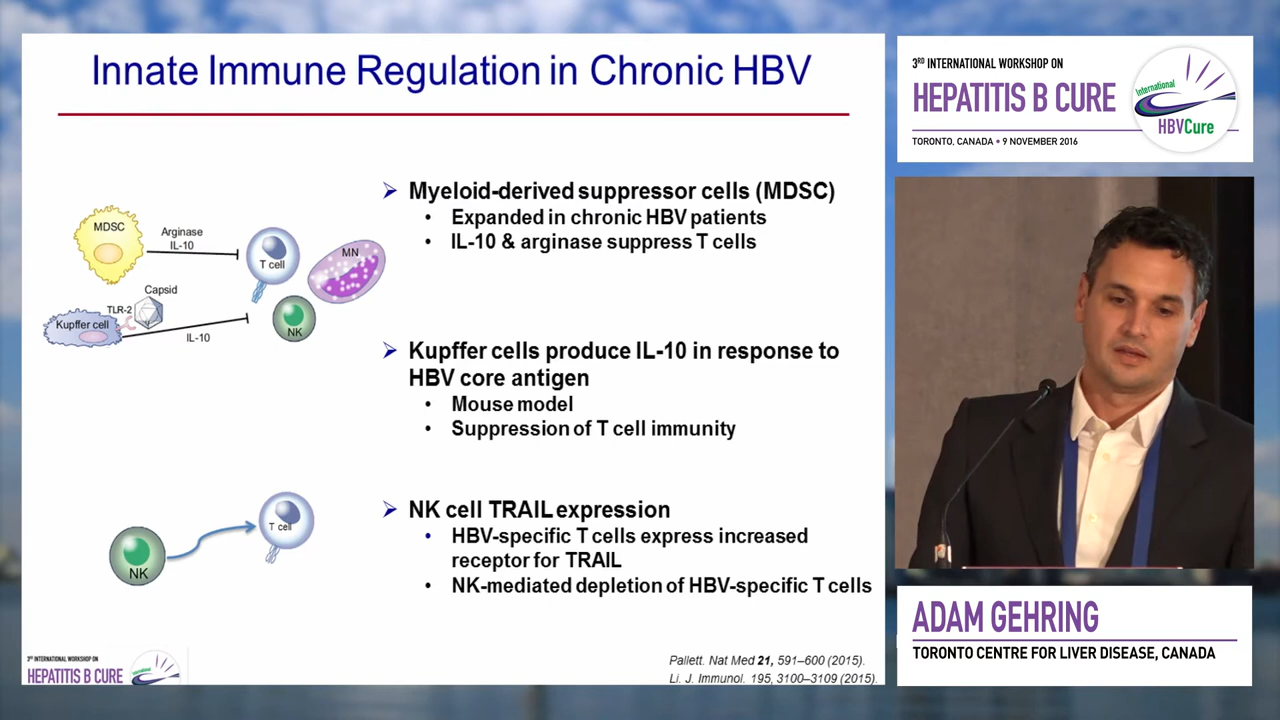 Innate Immune Regulation in Chronic HBV
MDSC
Arginase
IL-10
T cell
MN
Capsid
TLR-2
Kupffer cell
IL-10
NK
➢ Myeloid-derived suppressor cells (MDSC)
• Expanded in chronic HBV patients
• IL-10 & arginase suppress T cells
➢ Kupffer cells produce IL-10 in response to
HBV core antigen
• Mouse model
• Suppression of T cell immunity
NK
T cell
➢ NK cell TRAIL expression
• HBV-specific T cells express increased
receptor for TRAIL
• NK-mediated depletion of HBV-specific T cells
Pallett. Nat Med 21, 591–600 (2015).
Li. J. Immunol. 195, 3100–3109 (2015).
3RD INTERNATIONAL WORKSHOP ON
HEPATITIS B CURE
International
3RD INTERNATIONAL WORKSHOP ON
HEPATITIS B CURE
TORONTO, CANADA • 9 NOVEMBER 2016
International
HBVCure
ADAM GEHRING
TORONTO CENTRE FOR LIVER DISEASE, CANADA